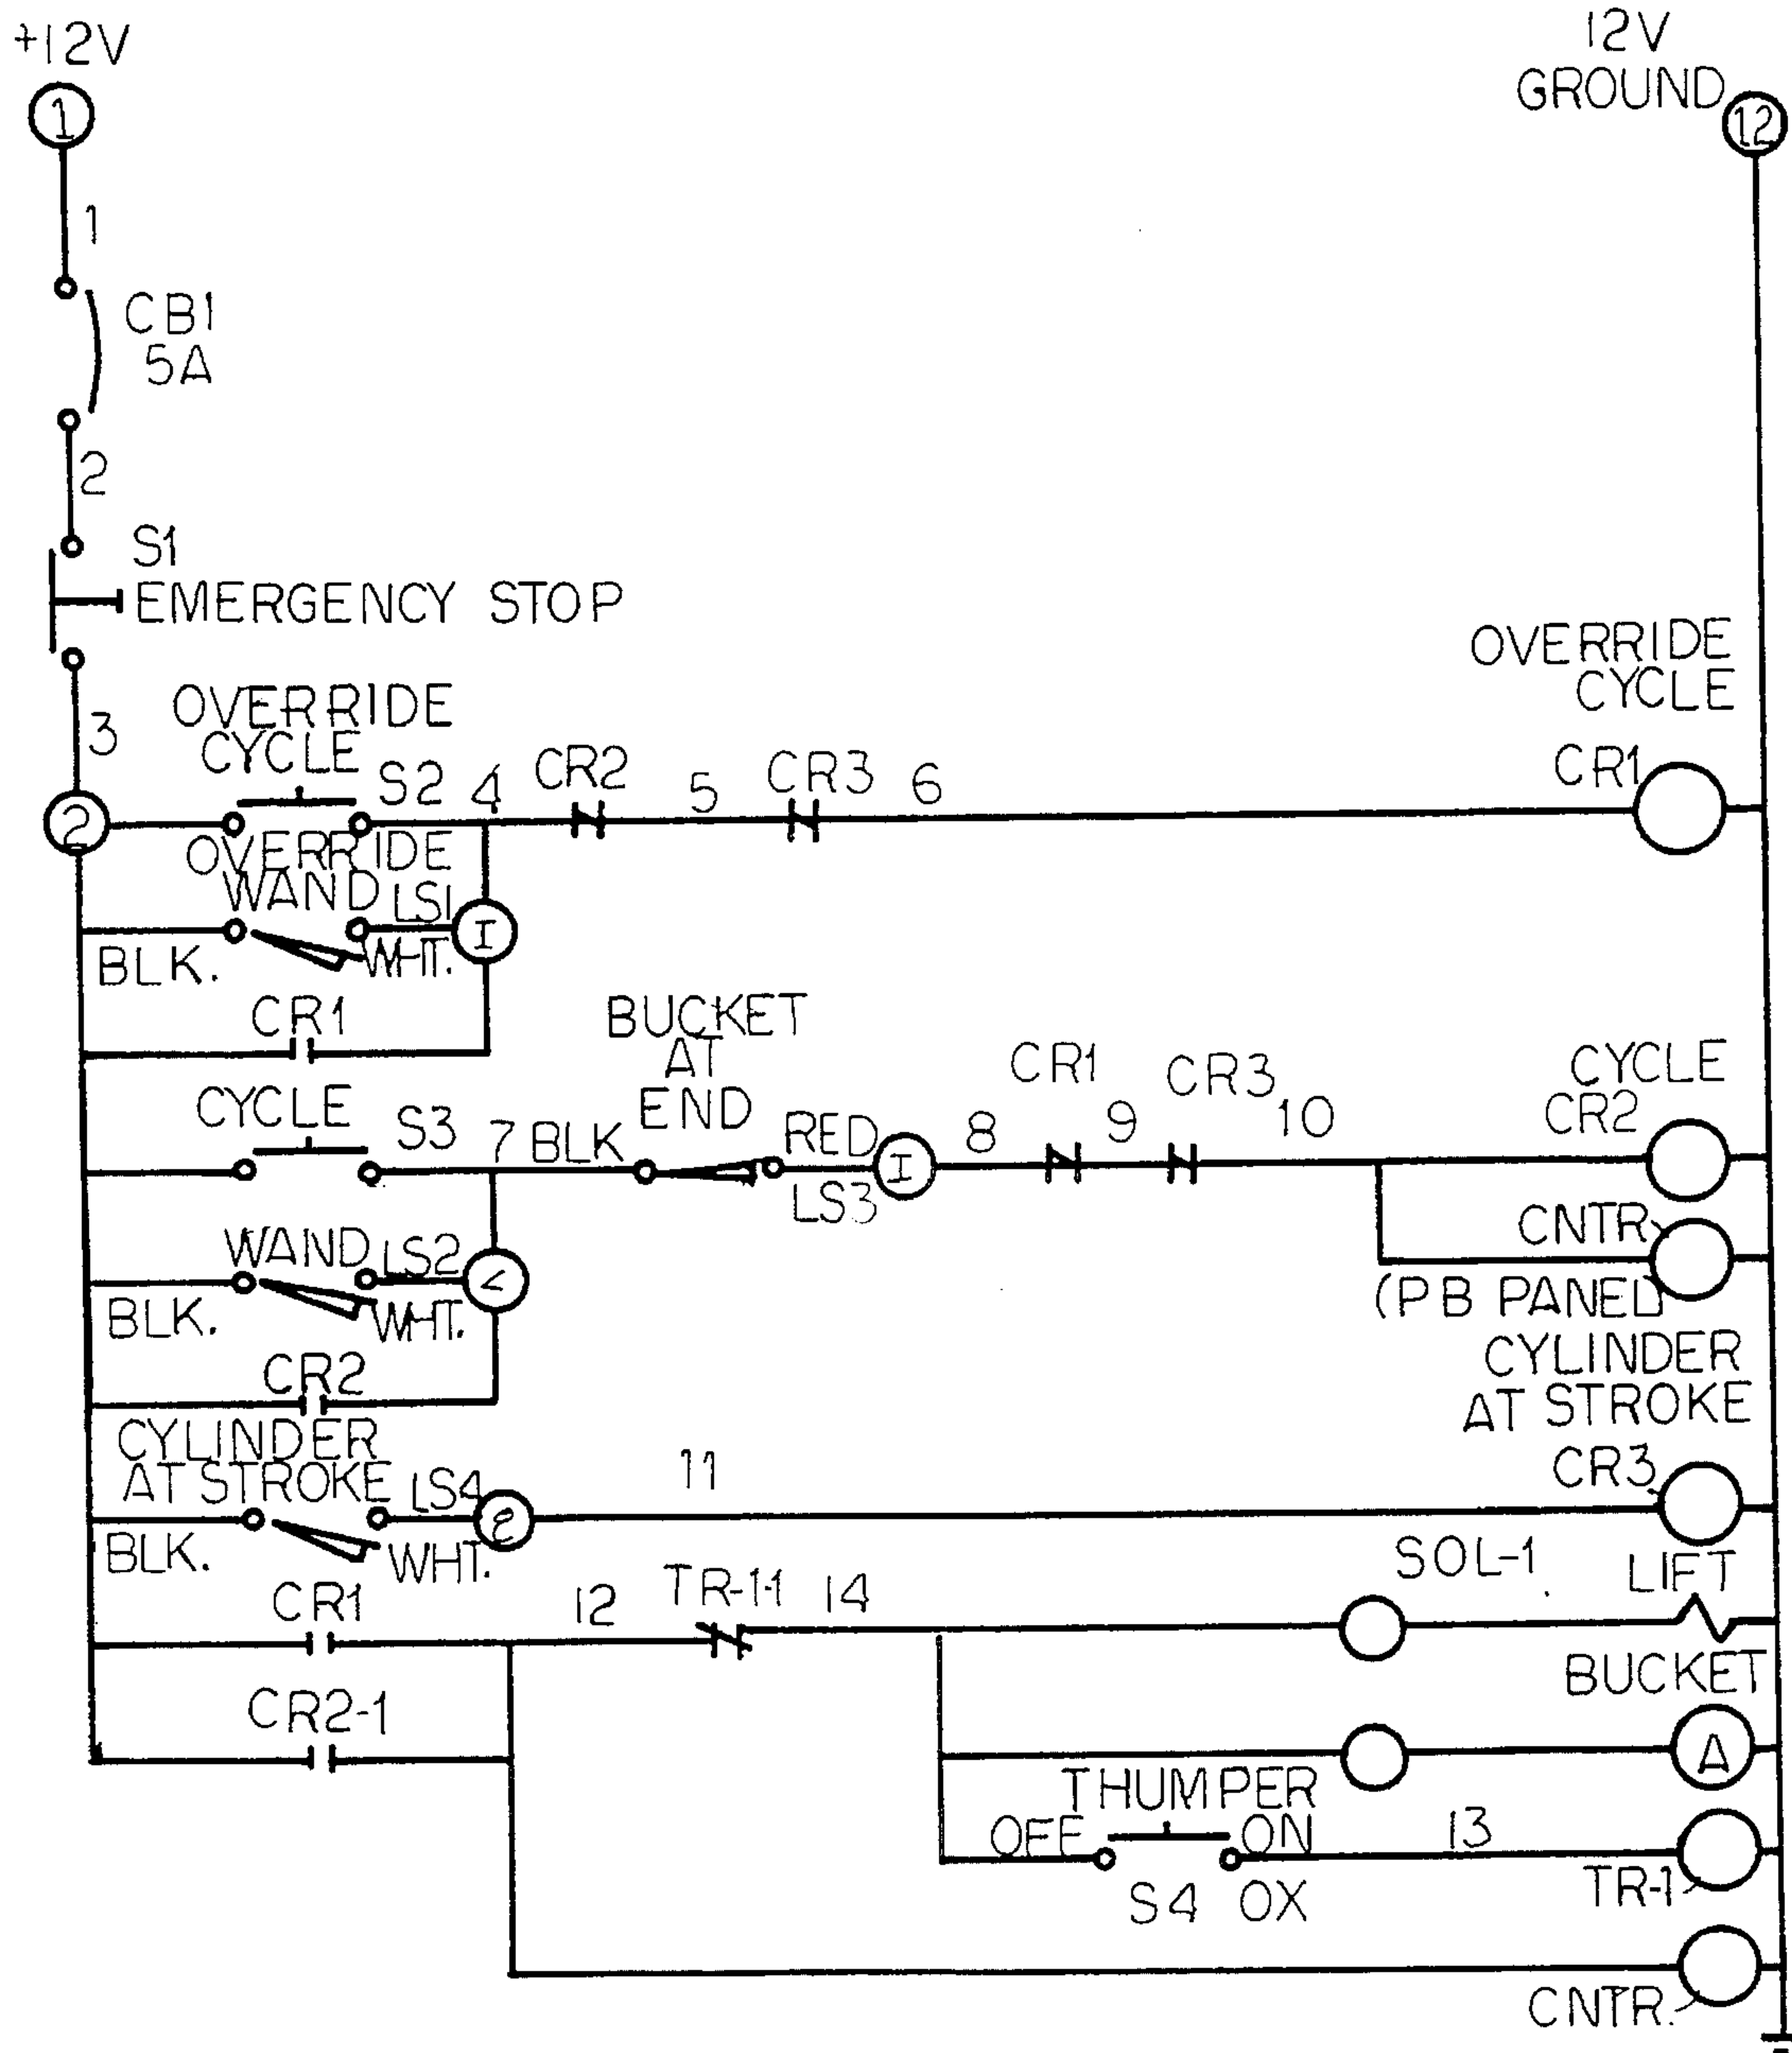 +12V
12V
GROUND
1
12
1
CB1
5A
2
S1
EMERGENCY STOP
3
OVERRIDE
CYCLE
S2
4
CR2
5
CR3
6
OVERRIDE
CYCLE
CR1
2
OVERRIDE
WAND
LS1
I
BLK.
WHT.
CR1
CYCLE
S3
7
BLK
BUCKET
AT
END
RED
LS3
I
8
CR1
9
CR3
10
CYCLE
CR2
CNTR
(PB PANEL)
WAND
LS2
BLK.
WHT.
CR2
CYLINDER
AT STROKE
LS4
BLK.
WHT.
11
CYLINDER
AT STROKE
CR3
CR1
12
TR-1-1
14
SOL-1
LIFT
BUCKET
CR2-1
A
THUMPER
OFF
ON
S4
OX
13
TR-1
CNTR.